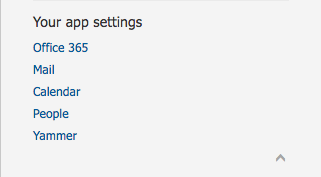 Your app settings
Office 365
Mail
Calendar
People
Yammer